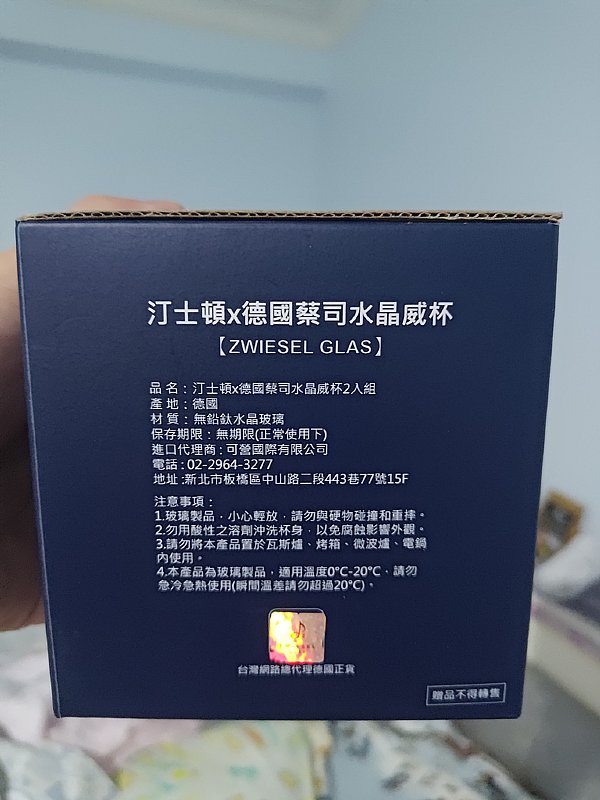 汀士頓x德國蔡司水晶威杯
【ZWIESEL GLAS】
品 名：汀士頓x德國蔡司水晶威杯2人組
產 地：德國
材 質：無鉛鈦水晶玻璃
保存期限：無期限(正常使用下)
進口代理商：可營國際有限公司
電話：02-2964-3277
地址 :新北市板橋區中山路二段443巷77號15F
注意事項：
1.玻璃製品，小心輕放，請勿與硬物碰撞和重摔。
2.勿用酸性之溶劑沖洗杯身，以免腐蝕影響外觀。
3.請勿將本產品置於瓦斯爐、烤箱、微波爐、電鍋
內使用。
4.本產品為玻璃製品，適用溫度0°C-20°C，請勿
急冷急熱使用(瞬間溫差請勿超過20°C)。
台灣網路總代理德國正貨
贈品不得轉售